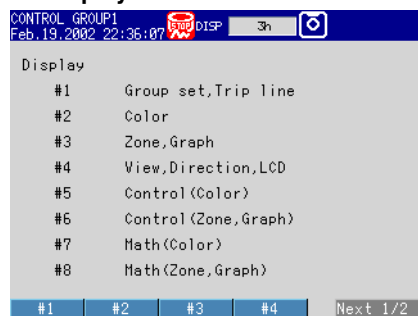 CONTROL GROUP1
Feb.19.2002 22:36:07 STOP DISP 3h
Display
#1 Group set,Trip line
#2 Color
#3 Zone,Graph
#4 View,Direction,LCD
#5 Control(Color)
#6 Control(Zone,Graph)
#7 Math(Color)
#8 Math(Zone,Graph)
#1 #2 #3 #4 Next 1/2